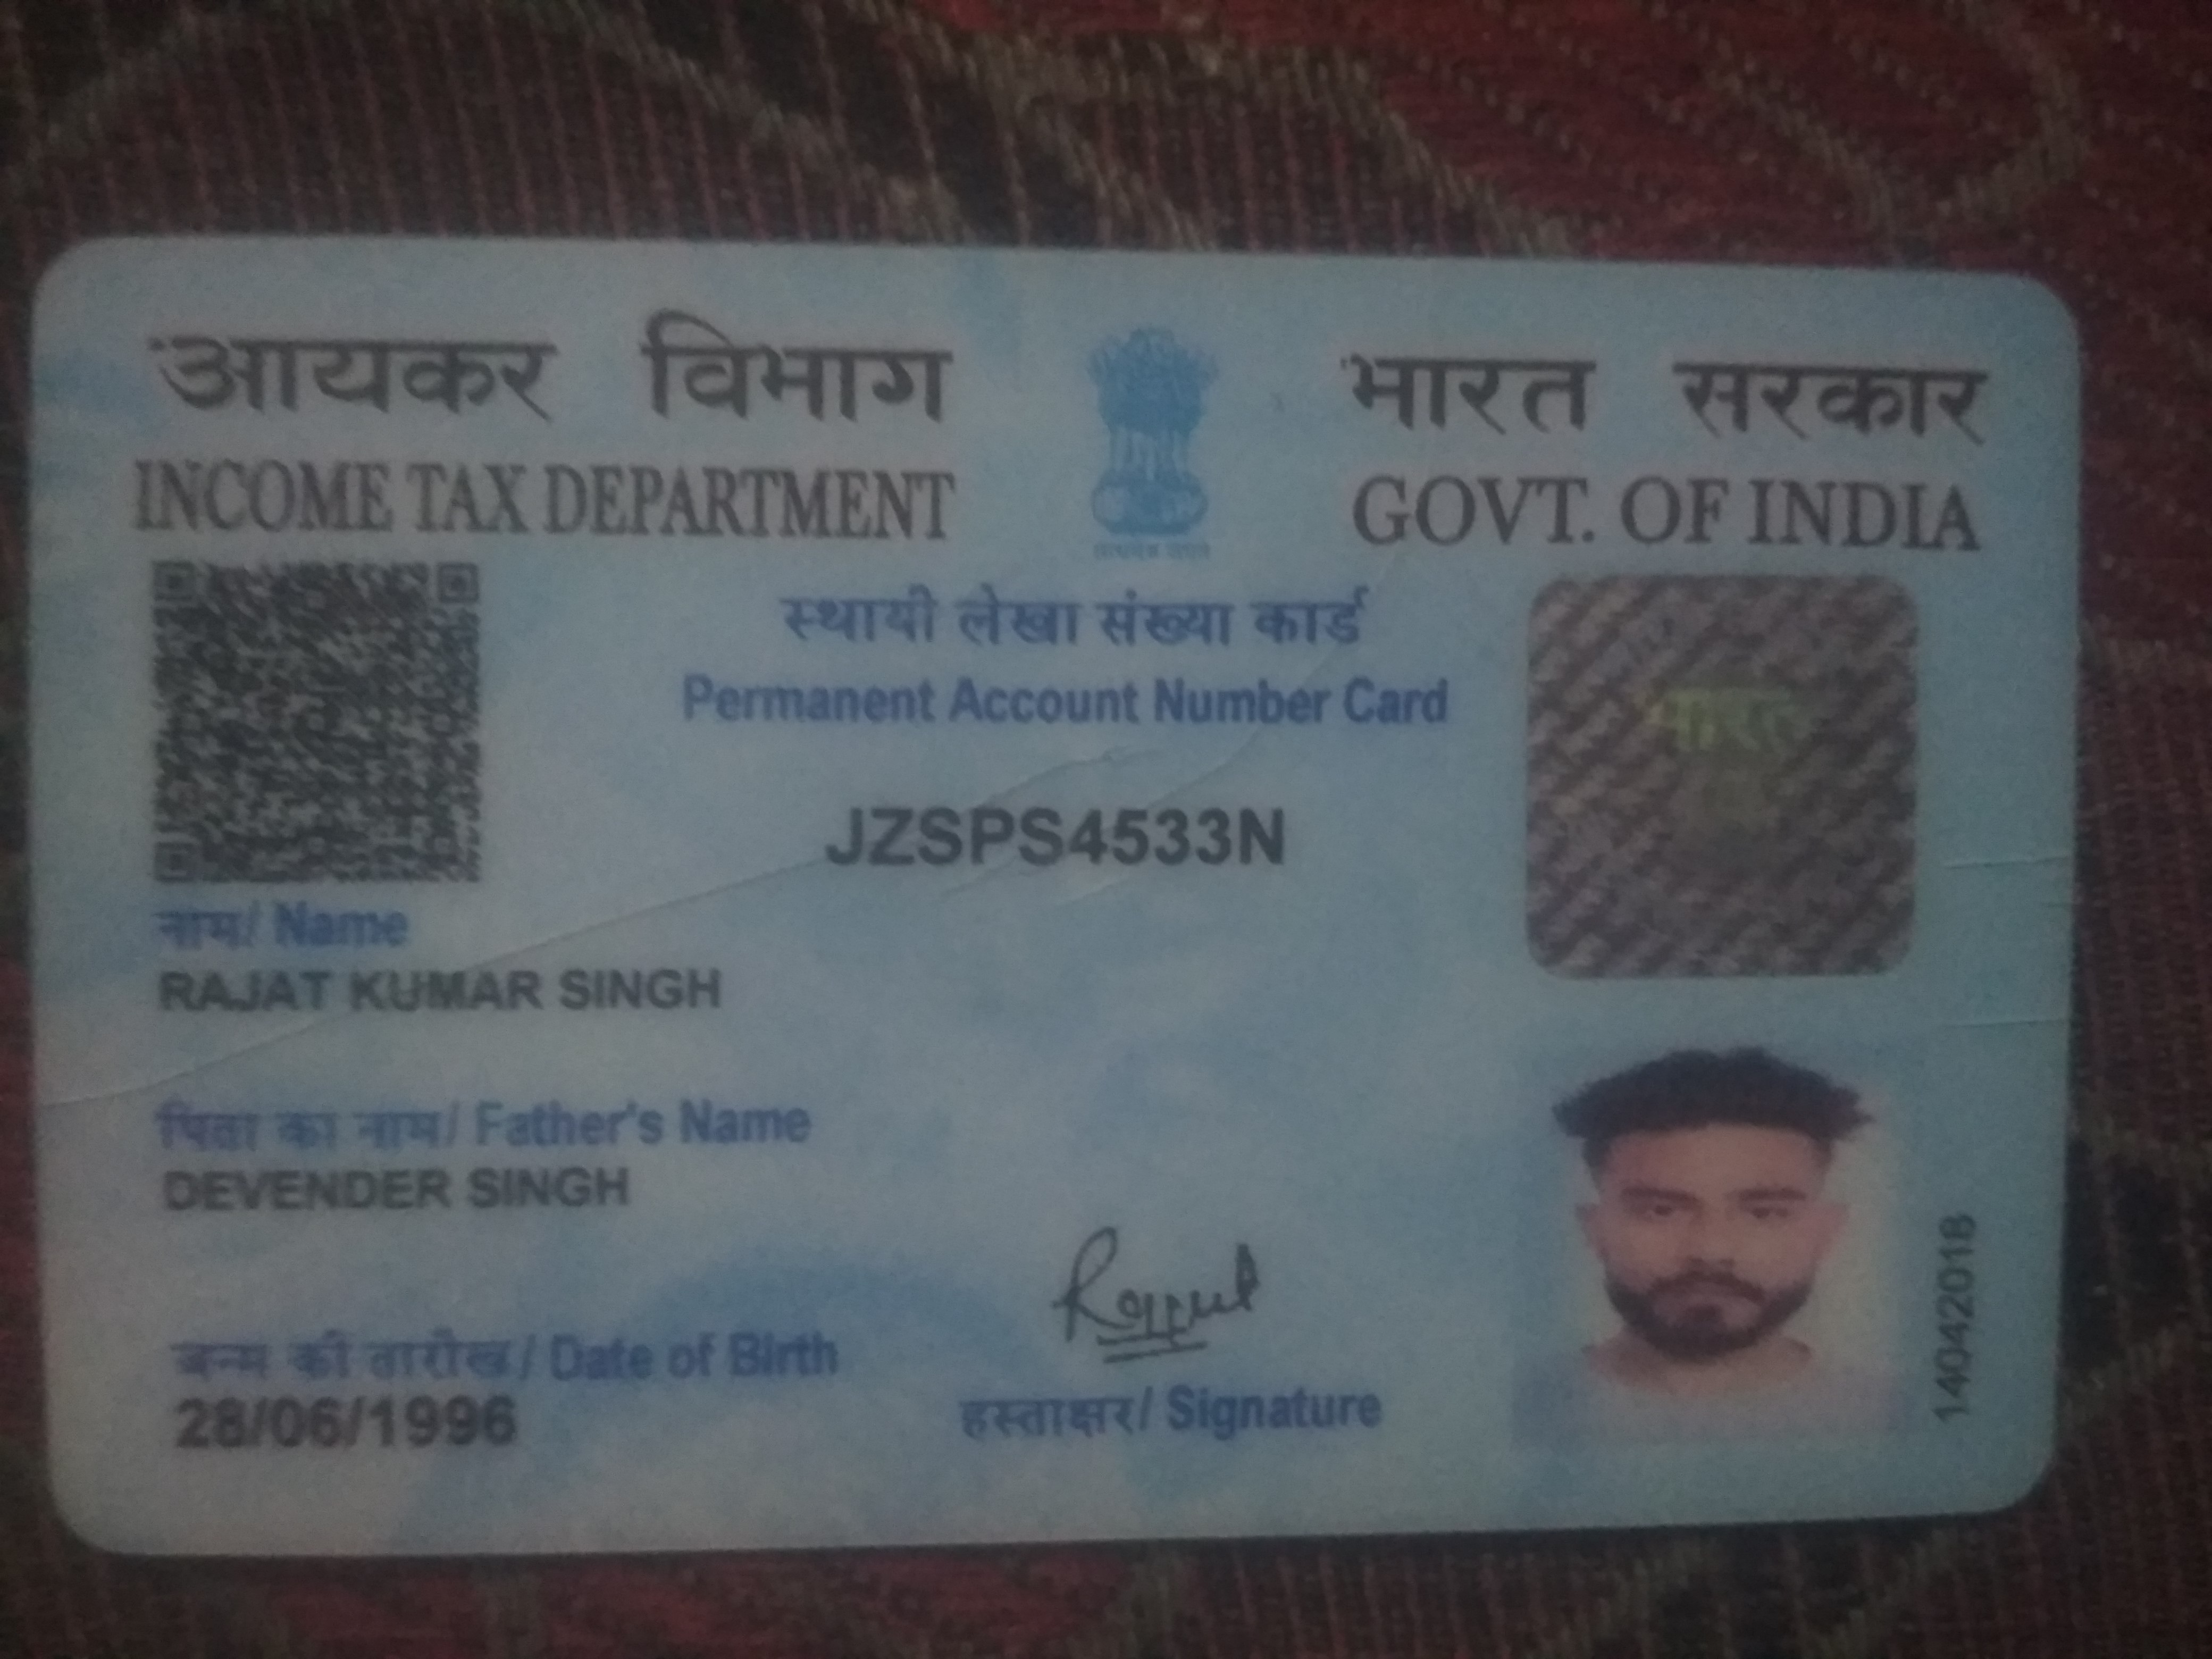 आयकर विभाग
INCOME TAX DEPARTMENT
भारत सरकार
GOVT. OF INDIA
स्थायी लेखा संख्या कार्ड
Permanent Account Number Card
भारत
JZSPS4533N
नाम/ Name
RAJAT KUMAR SINGH
पिता का नाम/ Father's Name
DEVENDER SINGH
जन्म की तारीख/ Date of Birth
28/06/1996
हस्ताक्षर/ Signature
14042018